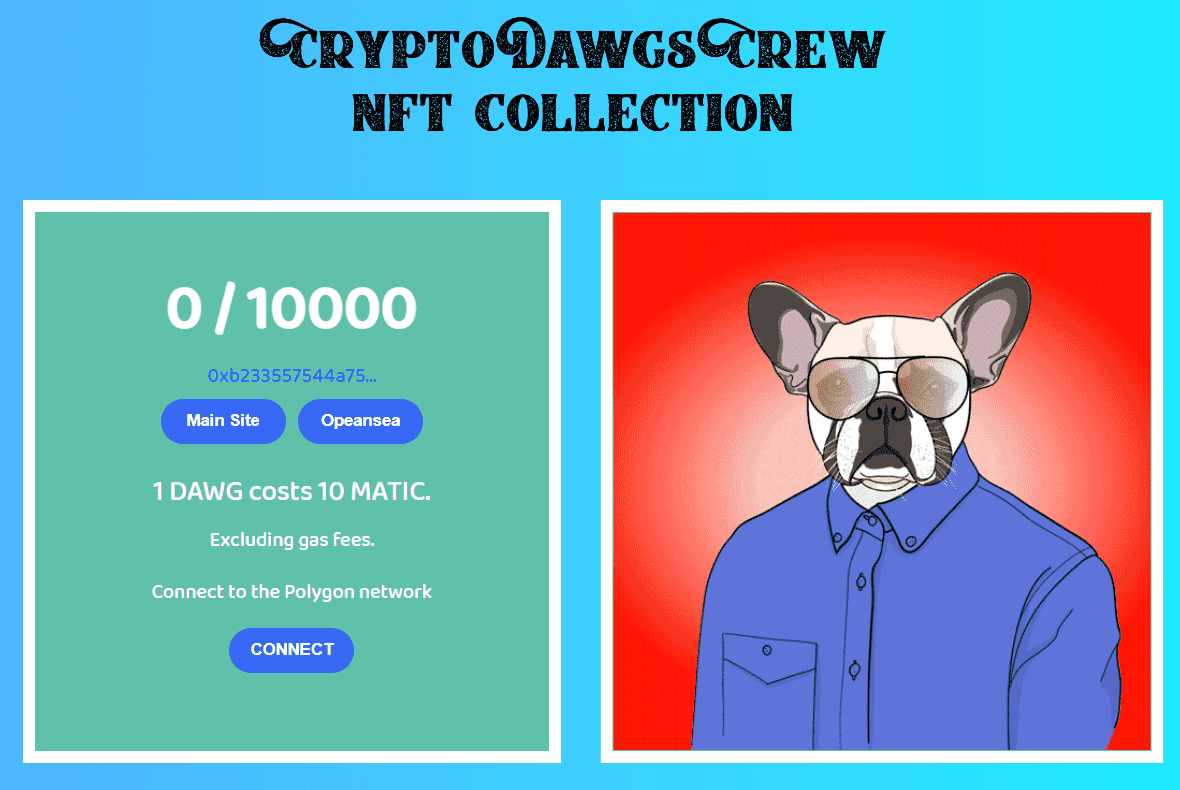 CryptoDawgsCrew
NFT COLLECTION
0 / 10000
0xb233557544a75...
Main Site
Opeansea
1 DAWG costs 10 MATIC.
Excluding gas fees.
Connect to the Polygon network
CONNECT